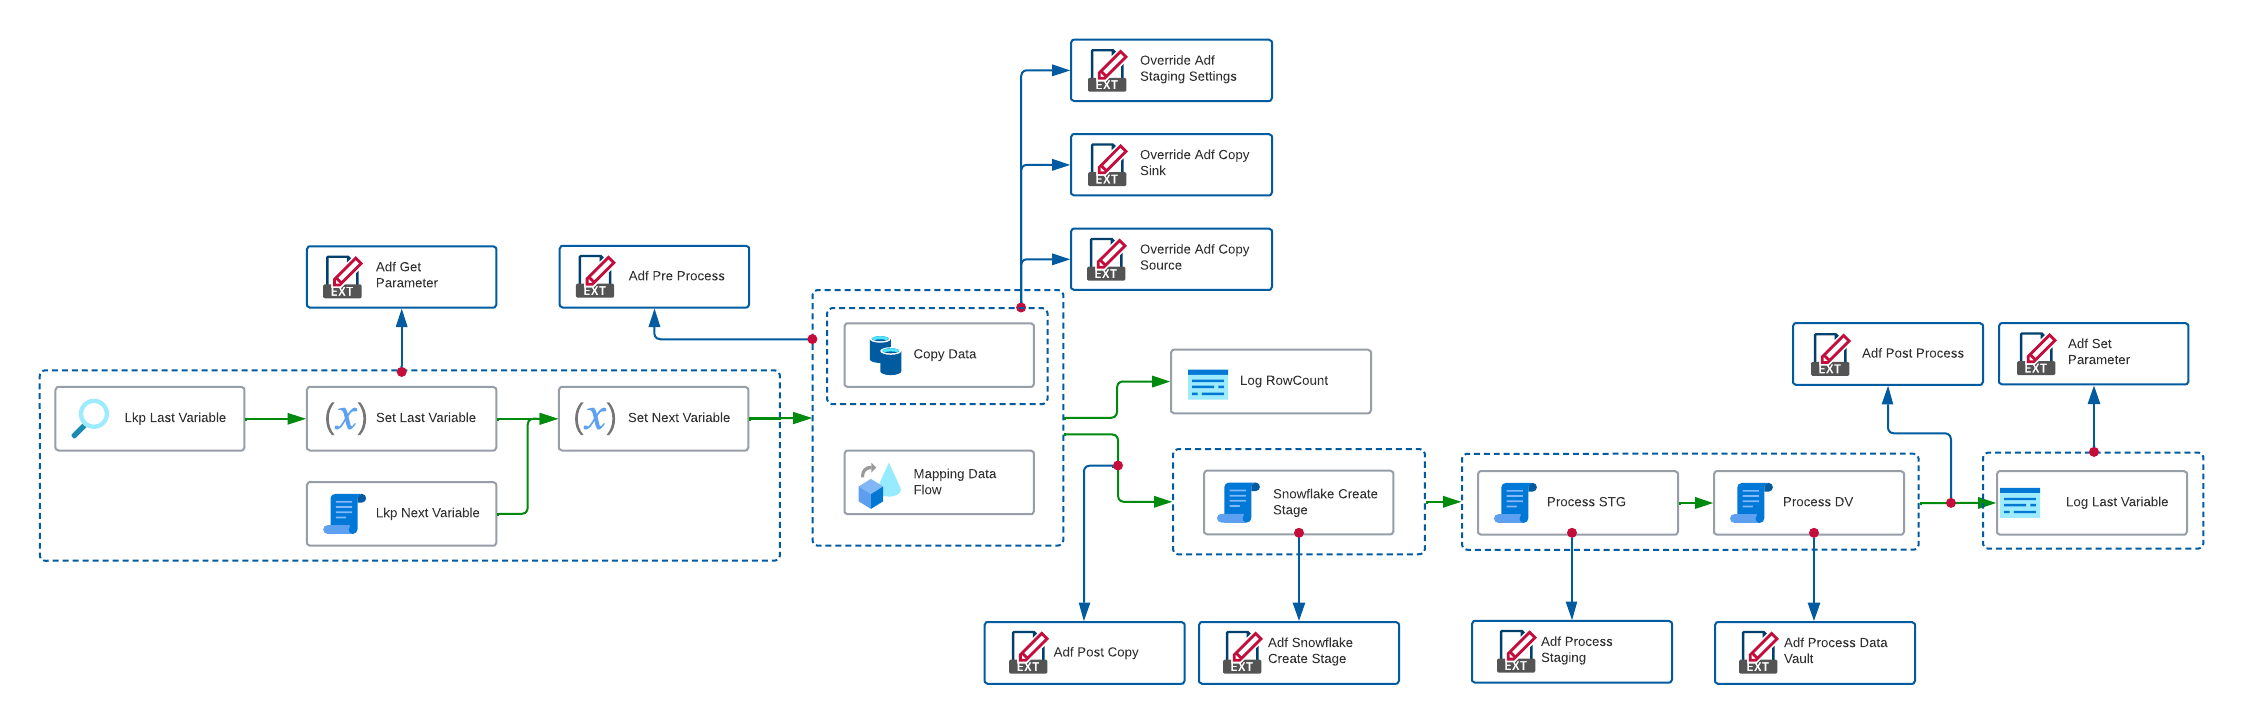 Override Adf
Staging Settings
EXT
Override Adf Copy
Sink
EXT
Override Adf Copy
Source
EXT
Adf Get
Parameter
EXT
Adf Pre Process
EXT
Copy Data
Mapping Data
Flow
Lkp Last Variable
(x)
Set Last Variable
(x)
Set Next Variable
Lkp Next Variable
Log RowCount
Snowflake Create
Stage
Process STG
Process DV
Adf Post Process
EXT
Adf Set
Parameter
EXT
Log Last Variable
Adf Post Copy
EXT
Adf Snowflake
Create Stage
EXT
Adf Process
Staging
EXT
Adf Process Data
Vault
EXT